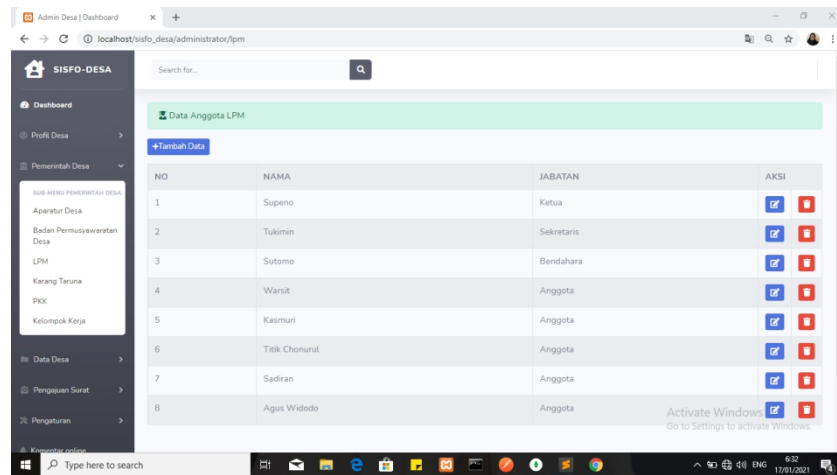 Admin Desa | Dashboard
localhost/sisfo_desa/administrator/lpm
SISFO-DESA
Search for...
Dashboard
Profil Desa
Pemerintah Desa
SUB-MENU PEMERINTAH DESA:
Aparatur Desa
Badan Permusyawaratan
Desa
LPM
Karang Taruna
PKK
Kelompok Kerja
Data Desa
Pengajuan Surat
Pengaturan
Komentar online
Data Anggota LPM
+Tambah Data
NO NAMA JABATAN AKSI
1 Supeno Ketua
2 Tukimin Sekretaris
3 Sutomo Bendahara
4 Warsit Anggota
5 Kasmuri Anggota
6 Titik Chonurul Anggota
7 Sadiran Anggota
8 Agus Widodo Anggota
Activate Windows
Go to Settings to activate Windows.
Type here to search
ENG
6:32
17/01/2021